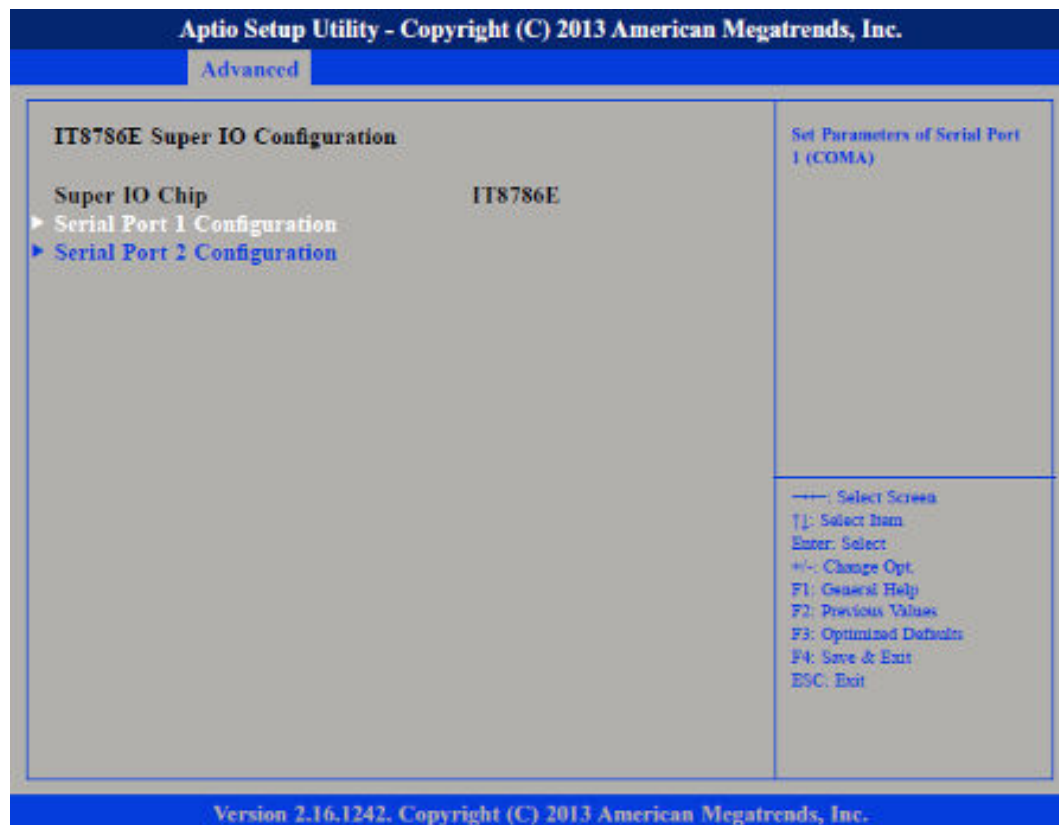 Aptio Setup Utility - Copyright (C) 2013 American Megatrends, Inc.
Advanced
IT8786E Super IO Configuration
Super IO Chip IT8786E
▶ Serial Port 1 Configuration
▶ Serial Port 2 Configuration
Set Parameters of Serial Port
1 (COMA)
→←: Select Screen
↑↓: Select Item
Enter: Select
+/-: Change Opt.
F1: General Help
F2: Previous Values
F3: Optimized Defaults
F4: Save & Exit
ESC: Exit
Version 2.16.1242. Copyright (C) 2013 American Megatrends, Inc.